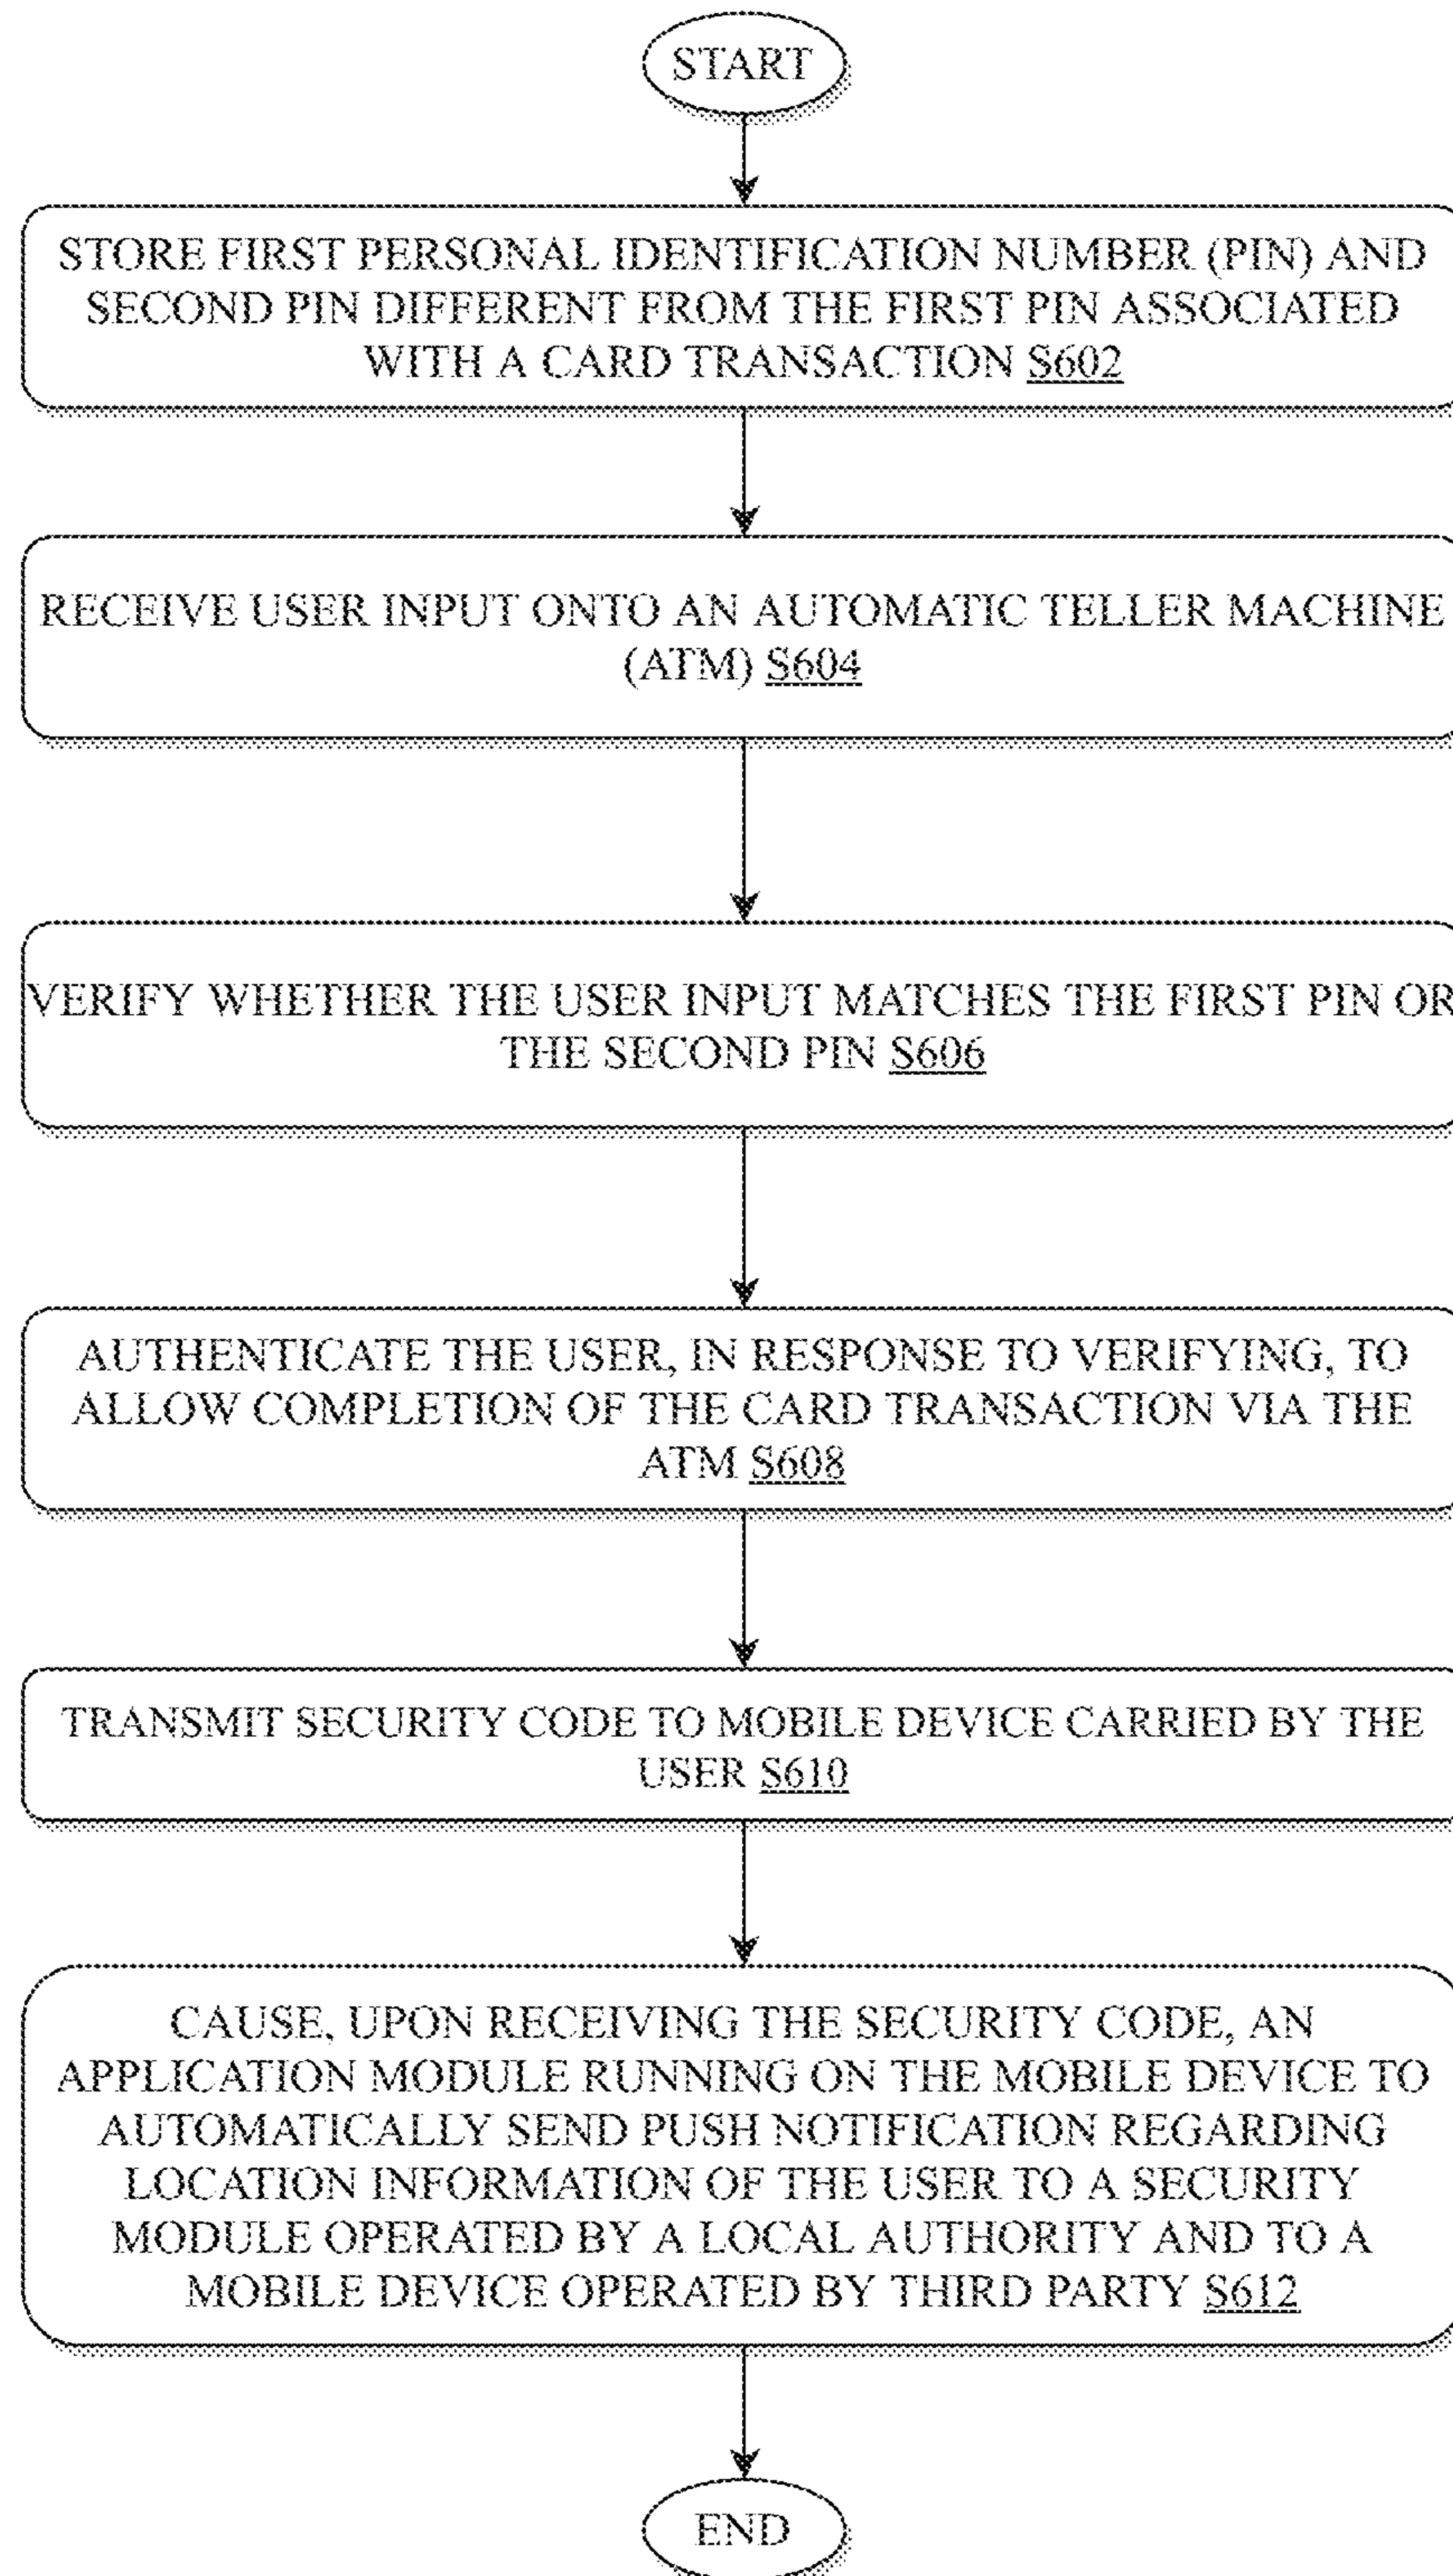 START
STORE FIRST PERSONAL IDENTIFICATION NUMBER (PIN) AND
SECOND PIN DIFFERENT FROM THE FIRST PIN ASSOCIATED
WITH A CARD TRANSACTION S602
RECEIVE USER INPUT ONTO AN AUTOMATIC TELLER MACHINE
(ATM) S604
VERIFY WHETHER THE USER INPUT MATCHES THE FIRST PIN OR
THE SECOND PIN S606
AUTHENTICATE THE USER, IN RESPONSE TO VERIFYING, TO
ALLOW COMPLETION OF THE CARD TRANSACTION VIA THE
ATM S608
TRANSMIT SECURITY CODE TO MOBILE DEVICE CARRIED BY THE
USER S610
CAUSE, UPON RECEIVING THE SECURITY CODE, AN
APPLICATION MODULE RUNNING ON THE MOBILE DEVICE TO
AUTOMATICALLY SEND PUSH NOTIFICATION REGARDING
LOCATION INFORMATION OF THE USER TO A SECURITY
MODULE OPERATED BY A LOCAL AUTHORITY AND TO A
MOBILE DEVICE OPERATED BY THIRD PARTY S612
END